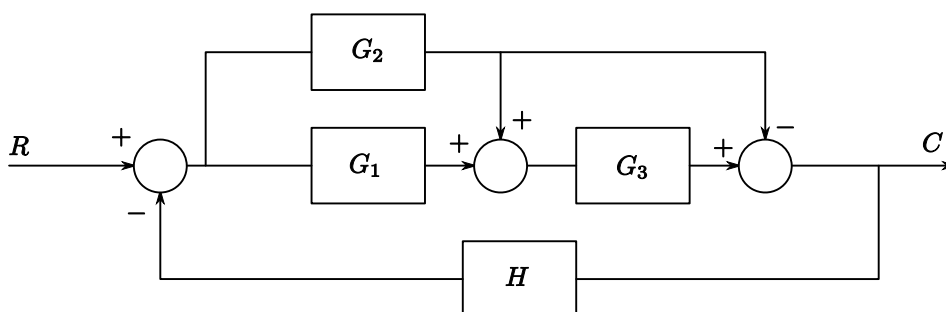 G₂
R + G₁ + + G₃ + − C
−
H